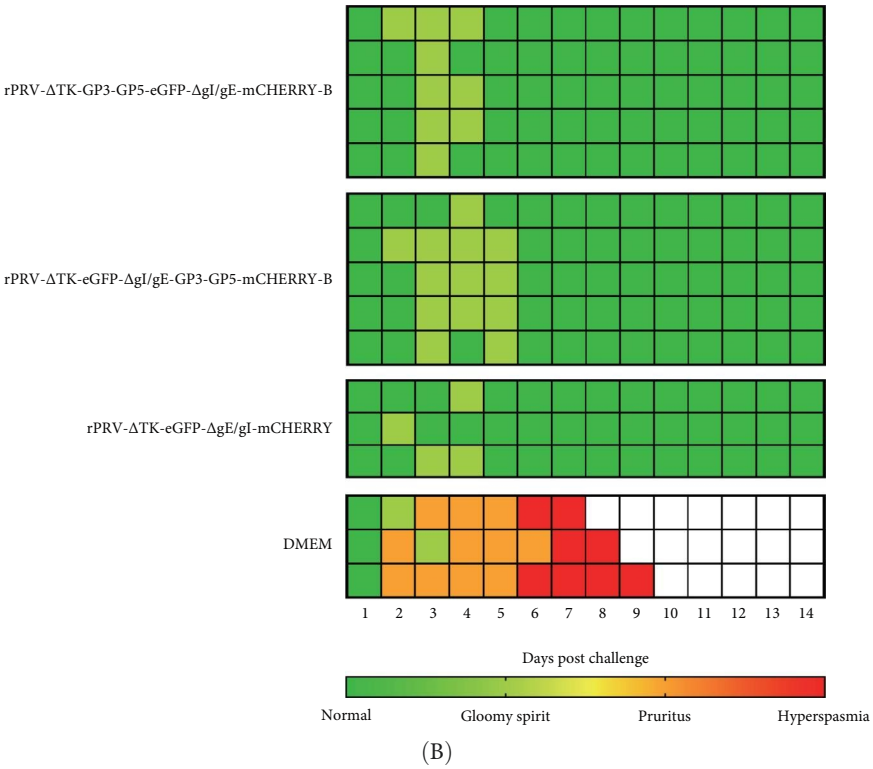 rPRV-ΔTK-GP3-GP5-eGFP-ΔgI/gE-mCHERRY-B
rPRV-ΔTK-eGFP-ΔgI/gE-GP3-GP5-mCHERRY-B
rPRV-ΔTK-eGFP-ΔgE/gI-mCHERRY
DMEM
1 2 3 4 5 6 7 8 9 10 11 12 13 14
Days post challenge
Normal Gloomy spirit Pruritus Hyperspasmia
(B)